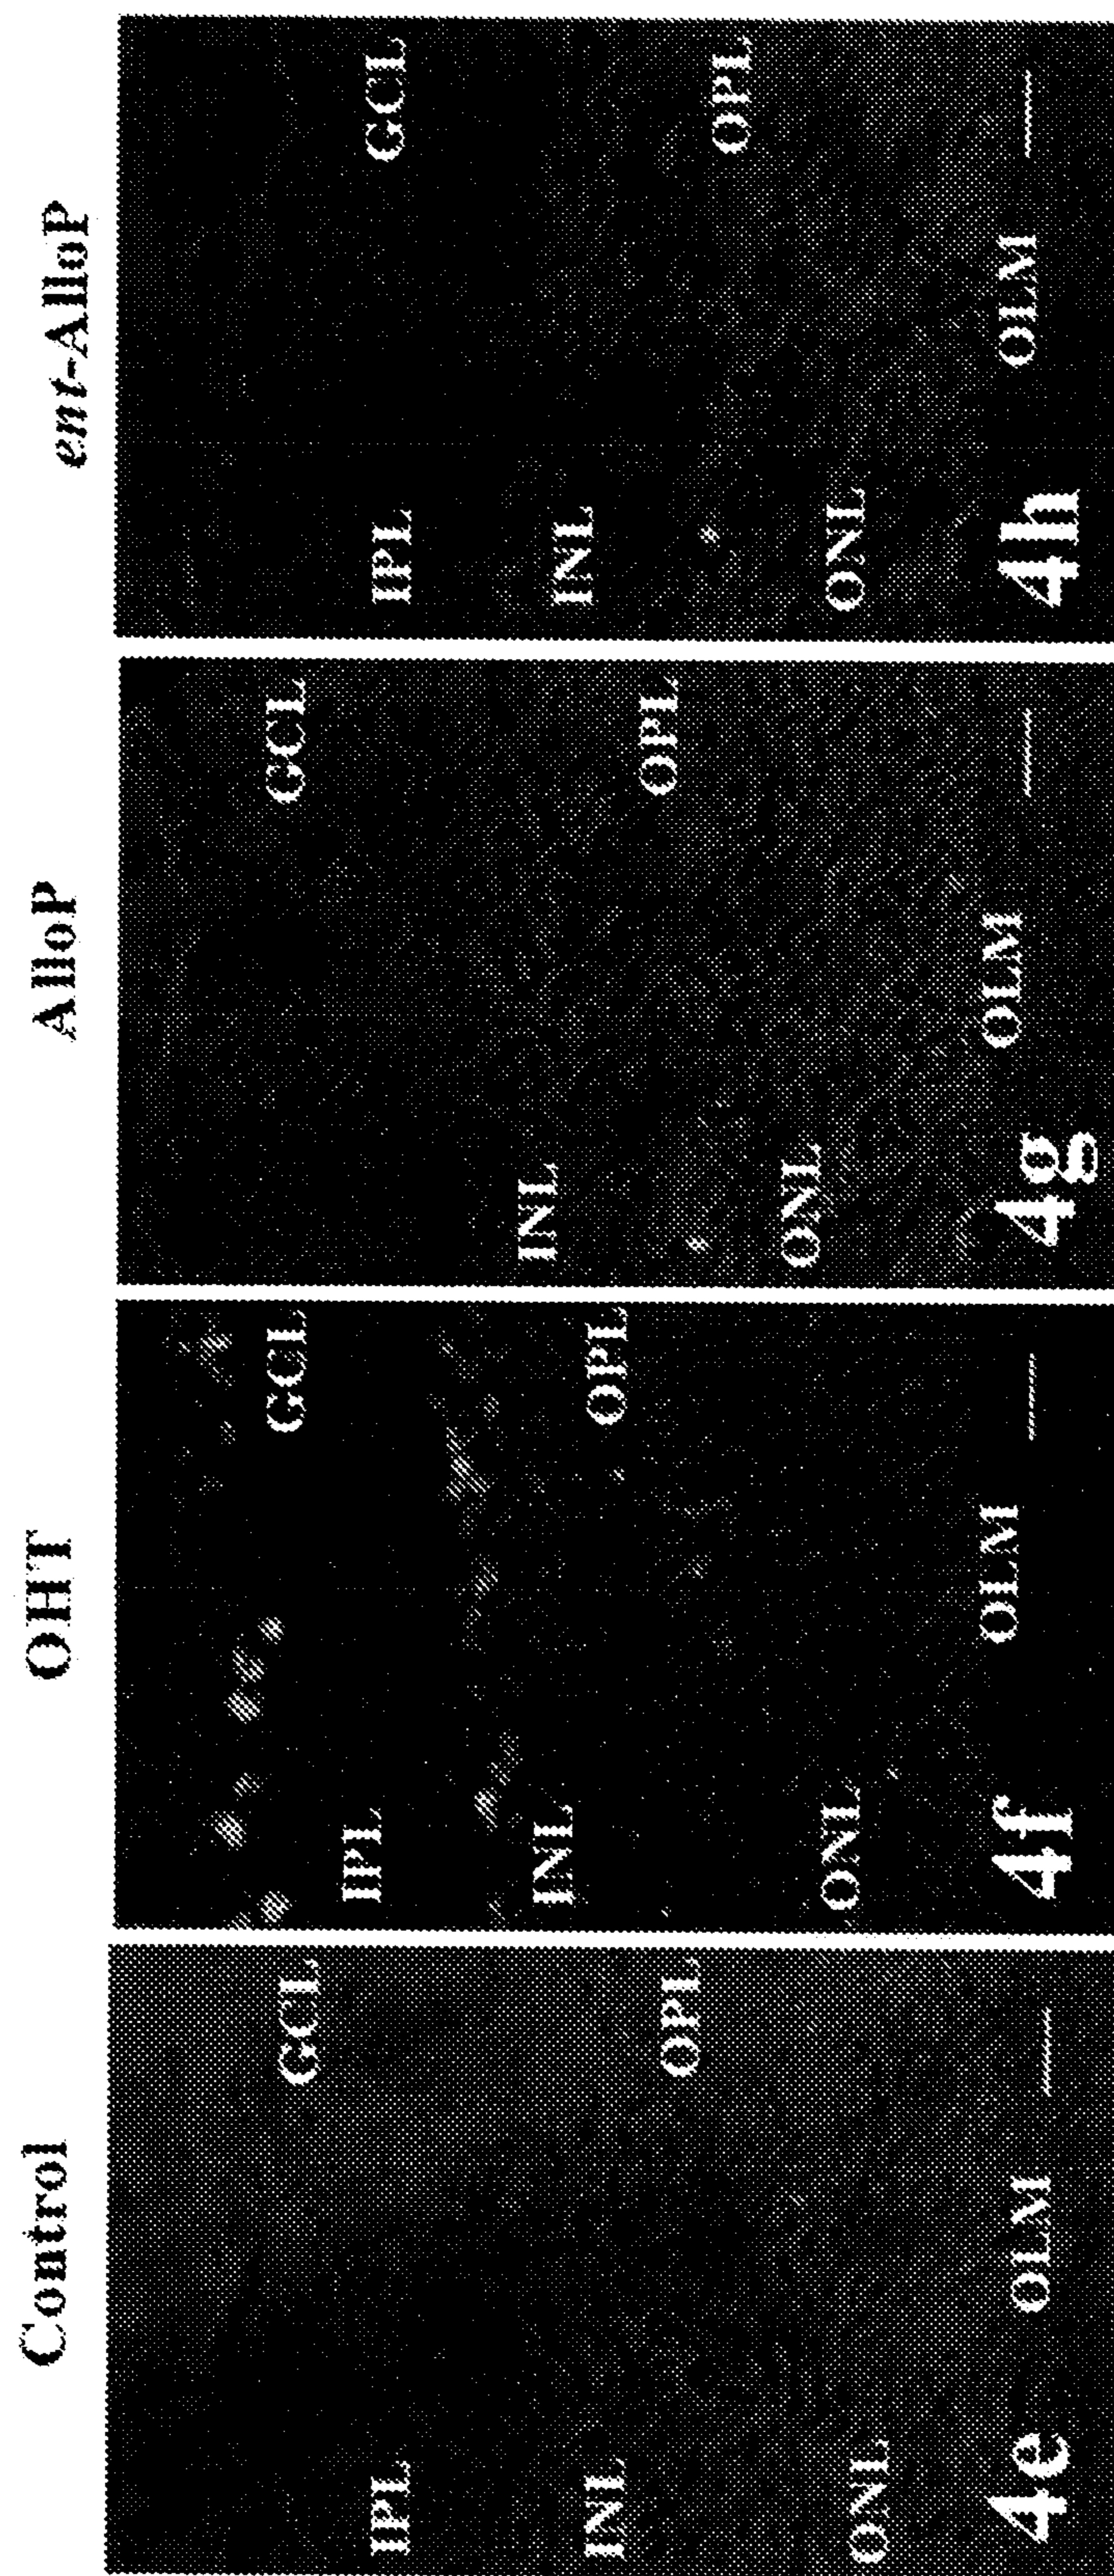 Control
GCL
IPL
INL
OPL
ONL
4e OLM
OHT
GCL
IPL
INL
OPL
ONL
4f OLM
AlloP
GCL
INL
OPL
ONL
4g OLM
ent-AlloP
GCL
IPL
INL
OPL
ONL
4h OLM